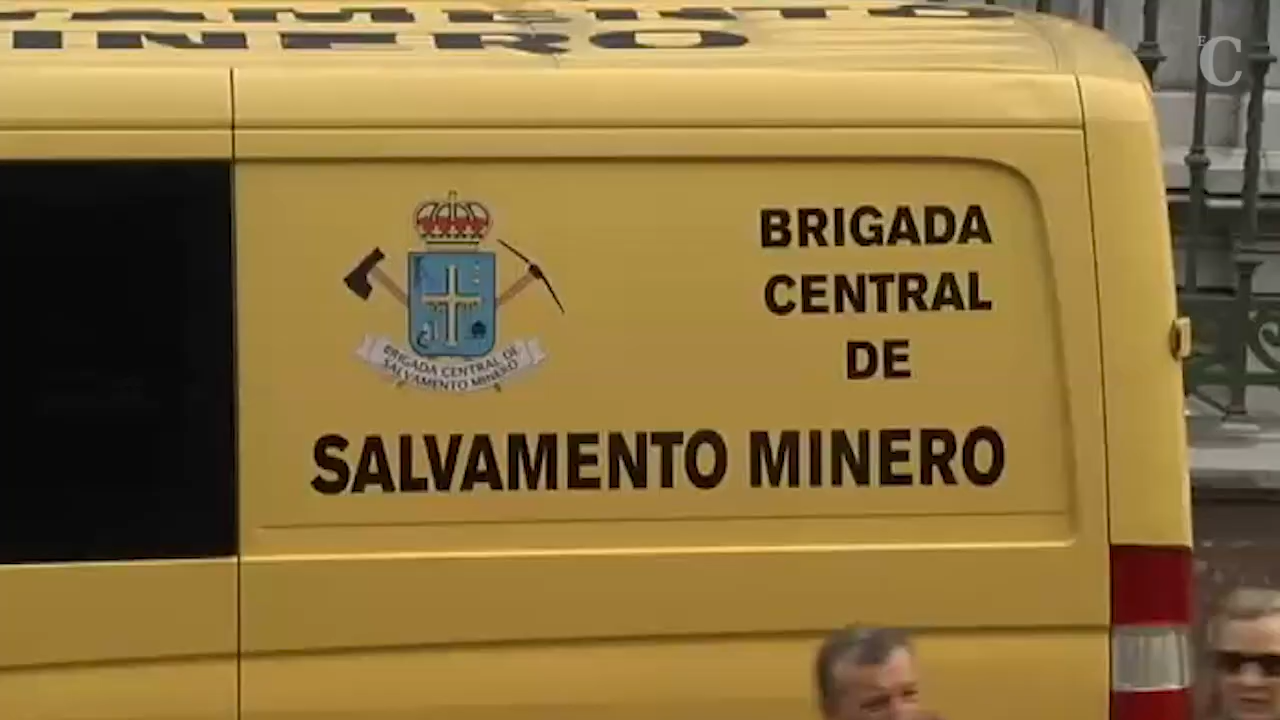 MINERO
E
C
BRIGADA
CENTRAL
DE
SALVAMENTO MINERO
BRIGADA CENTRAL DE
SALVAMENTO MINERO